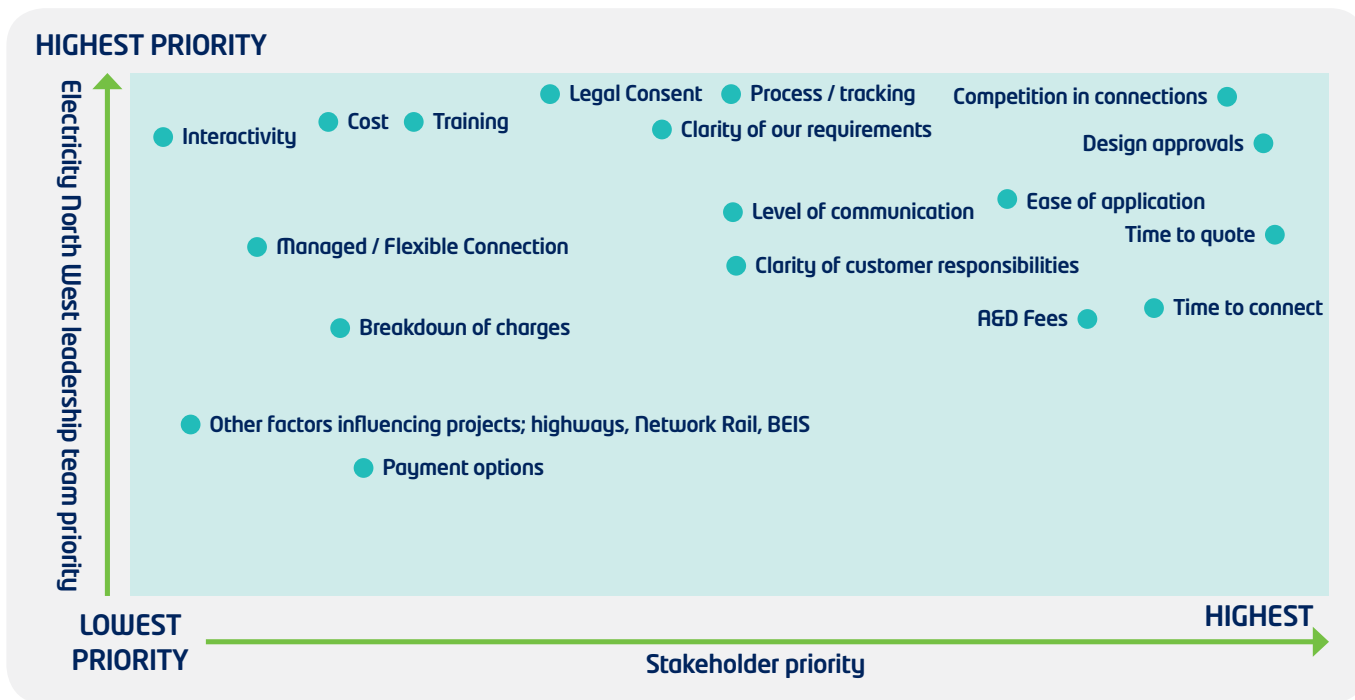 HIGHEST PRIORITY
Electricity North West leadership team priority
Legal Consent
Process / tracking
Competition in connections
Cost
Training
Clarity of our requirements
Interactivity
Design approvals
Ease of application
Level of communication
Time to quote
Managed / Flexible Connection
Clarity of customer responsibilities
Time to connect
A&D Fees
Breakdown of charges
Other factors influencing projects; highways, Network Rail, BEIS
Payment options
LOWEST
PRIORITY
HIGHEST
Stakeholder priority